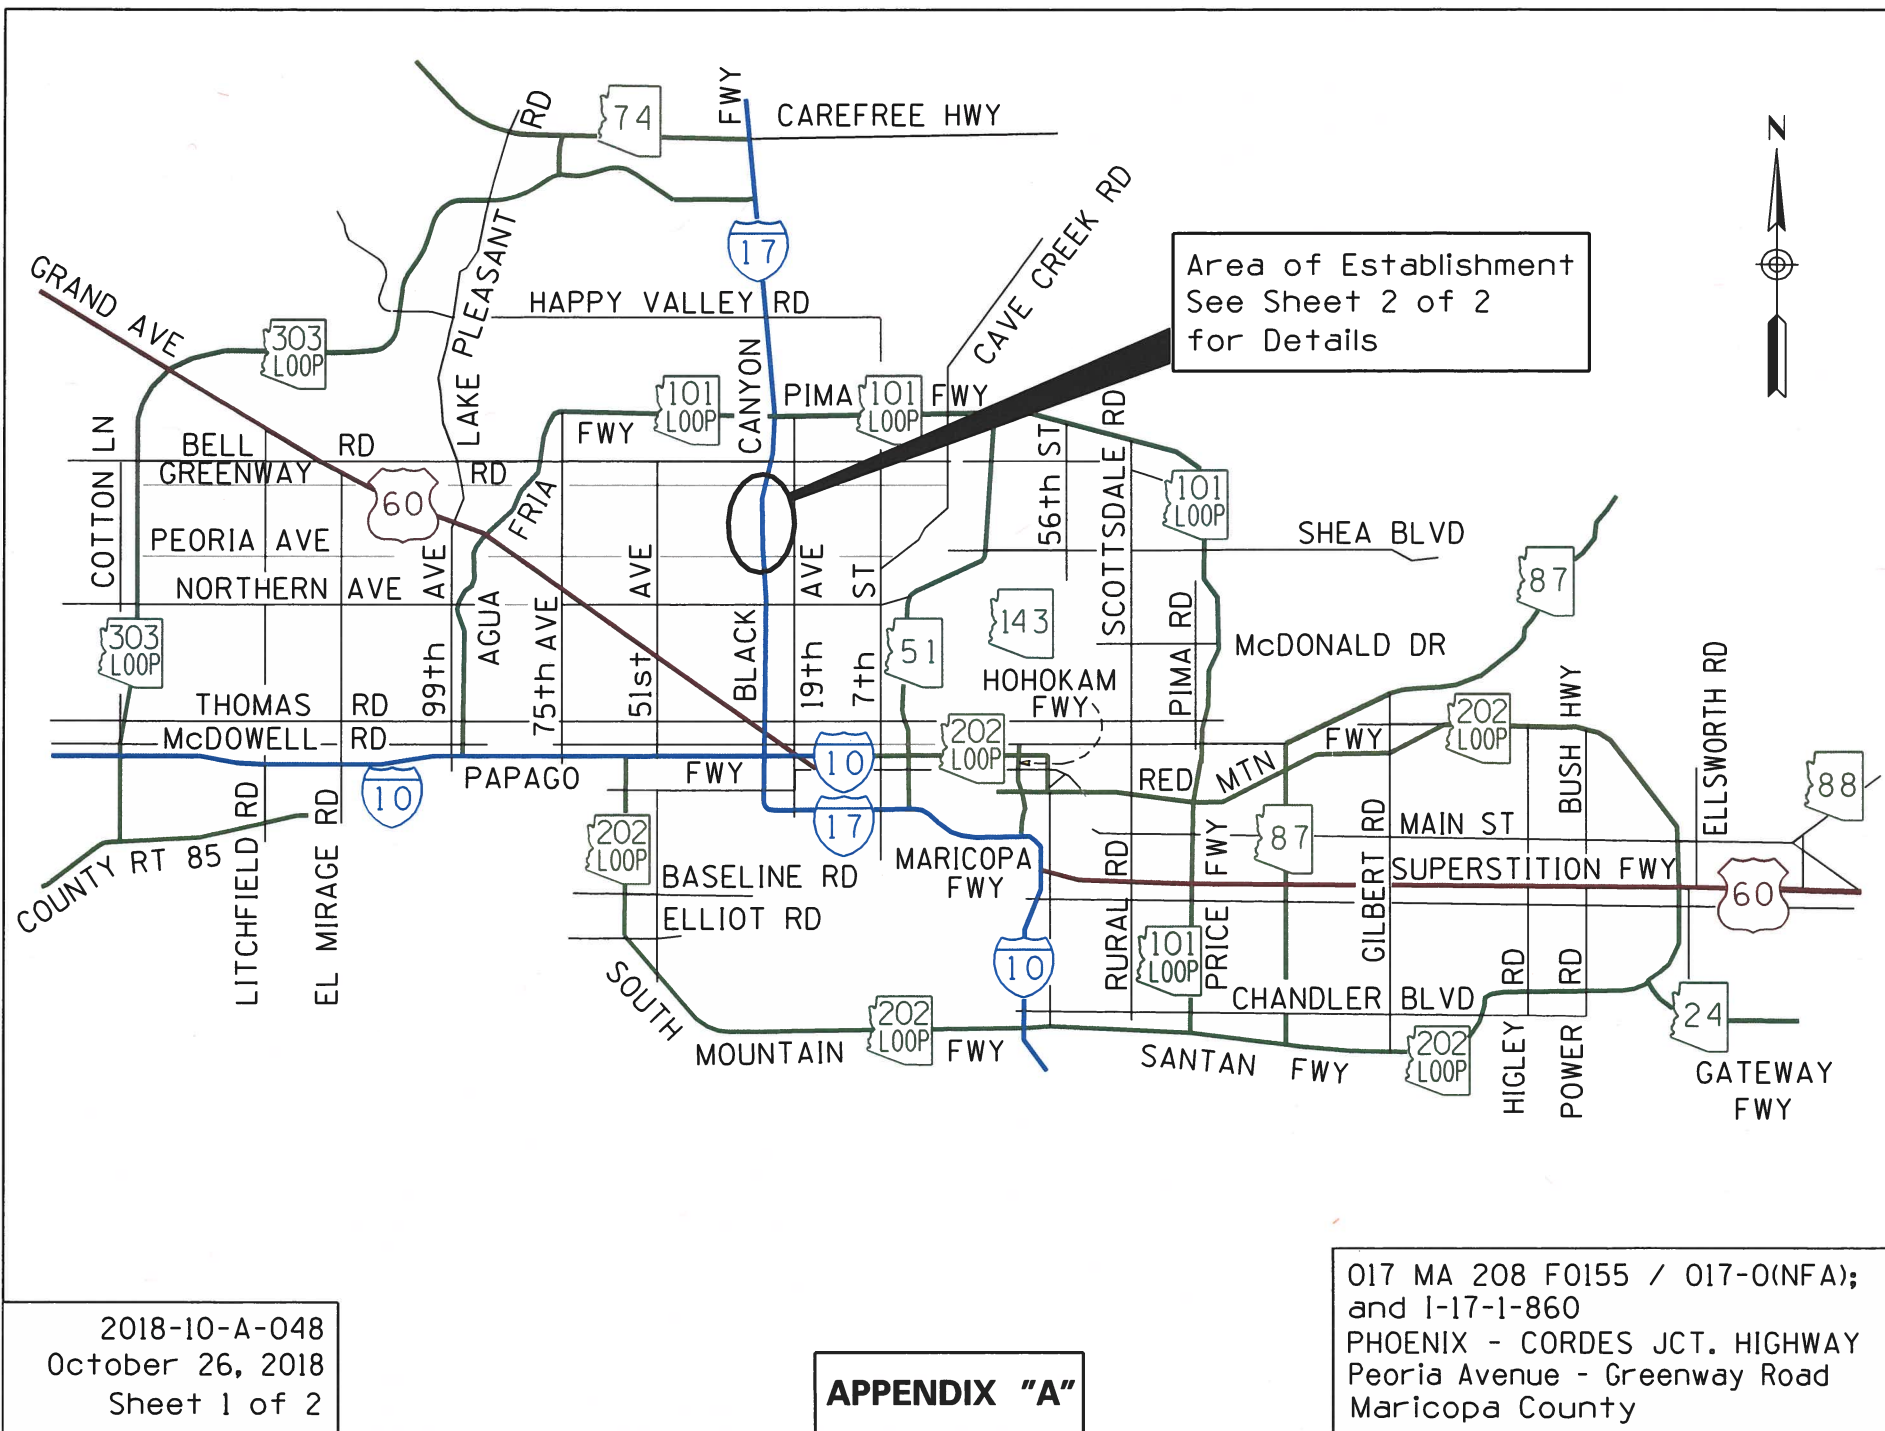 FWY
RD
74
CAREFREE HWY
N
17
CAVE CREEK RD
Area of Establishment
See Sheet 2 of 2
for Details
GRAND AVE
LAKE PLEASANT
HAPPY VALLEY RD
303
LOOP
101
LOOP
CANYON
PIMA
101
LOOP
FWY
FWY
COTTON LN
BELL RD
GREENWAY RD
60
FRIA
56th ST
SCOTTSDALE RD
101
LOOP
SHEA BLVD
PEORIA AVE
NORTHERN AVE
99th AVE
AGUA
75th AVE
51st AVE
BLACK
19th AVE
7th ST
87
303
LOOP
51
143
PIMA RD
McDONALD DR
HOHOKAM
FWY
THOMAS RD
McDOWELL RD
202
LOOP
202
LOOP
FWY
BUSH HWY
ELLSWORTH RD
10
PAPAGO FWY
10
RED MTN
88
LITCHFIELD RD
EL MIRAGE RD
COUNTY RT 85
202
LOOP
17
MARICOPA
FWY
87
GILBERT RD
MAIN ST
SUPERSTITION FWY
60
BASELINE RD
ELLIOT RD
10
RURAL RD
101
LOOP
PRICE FWY
CHANDLER BLVD
HIGLEY RD
POWER RD
SOUTH
MOUNTAIN
202
LOOP
FWY
SANTAN FWY
202
LOOP
24
GATEWAY
FWY
2018-10-A-048
October 26, 2018
Sheet 1 of 2
APPENDIX "A"
017 MA 208 F0155 / 017-0(NFA);
and I-17-1-860
PHOENIX - CORDES JCT. HIGHWAY
Peoria Avenue - Greenway Road
Maricopa County